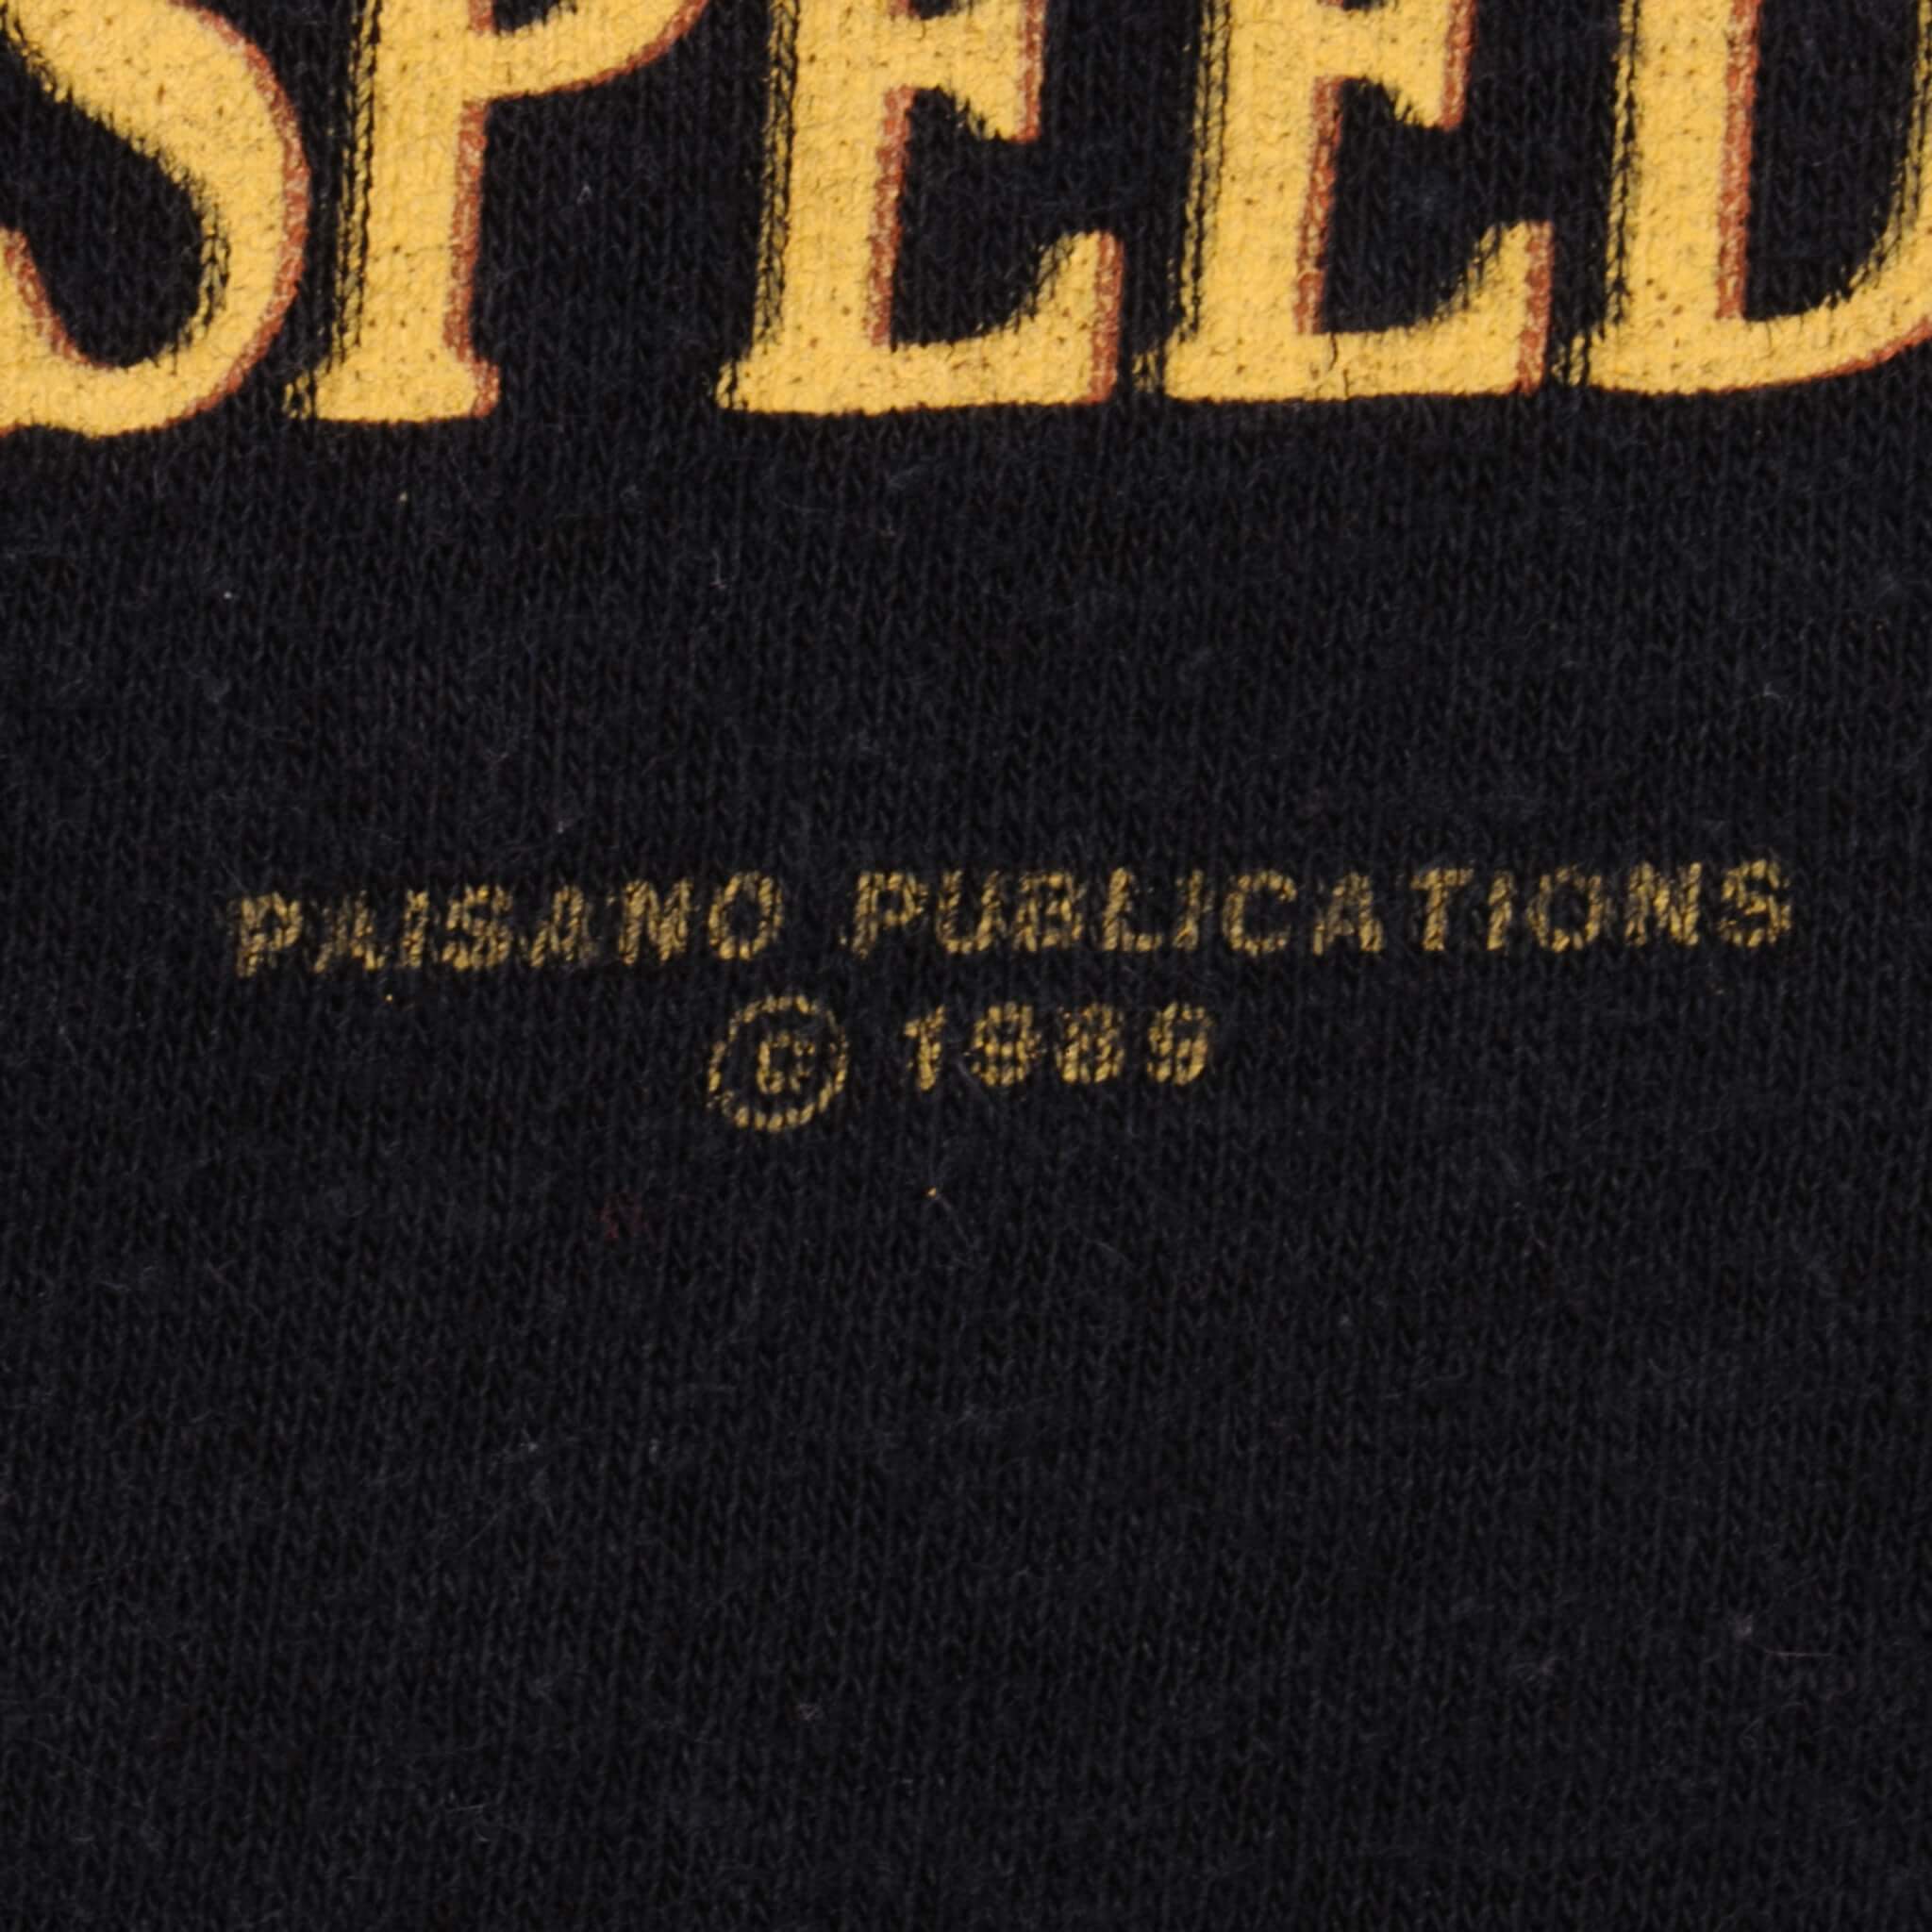 SPEED
PAISANO PUBLICATIONS
© 1989